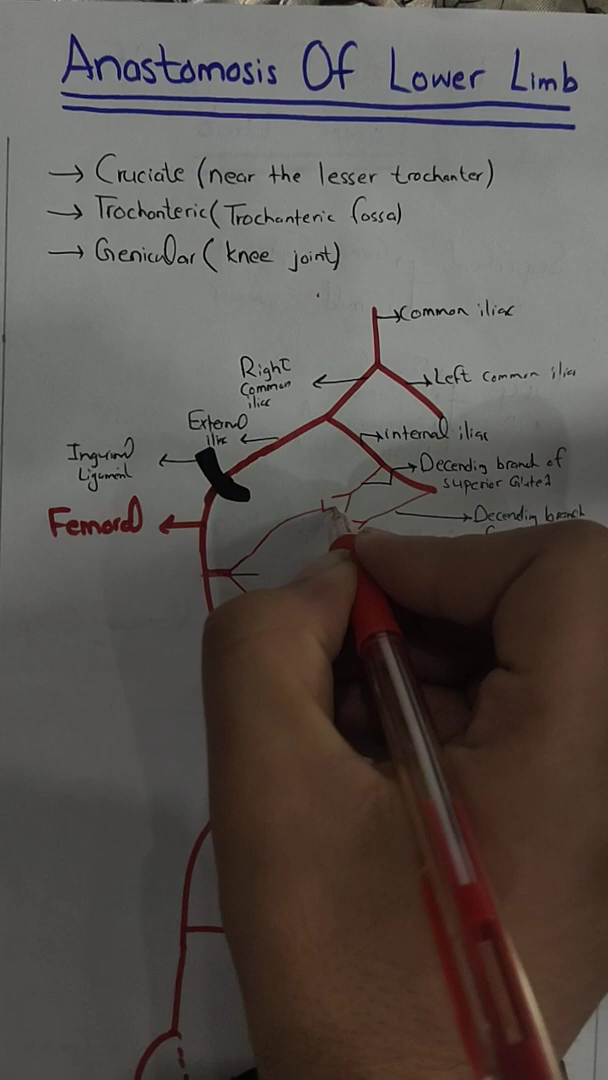 Anastomosis Of Lower Limb
→ Cruciate (near the lesser trochanter)
→ Trochanteric (Trochanteric fossa)
→ Genicular (knee joint)
Common iliac
Right
Common
iliac
Left common iliac
External
iliac
internal iliac
Inguinal
Ligament
Decending branch of
superior Gluteal
Femoral
Decending branch